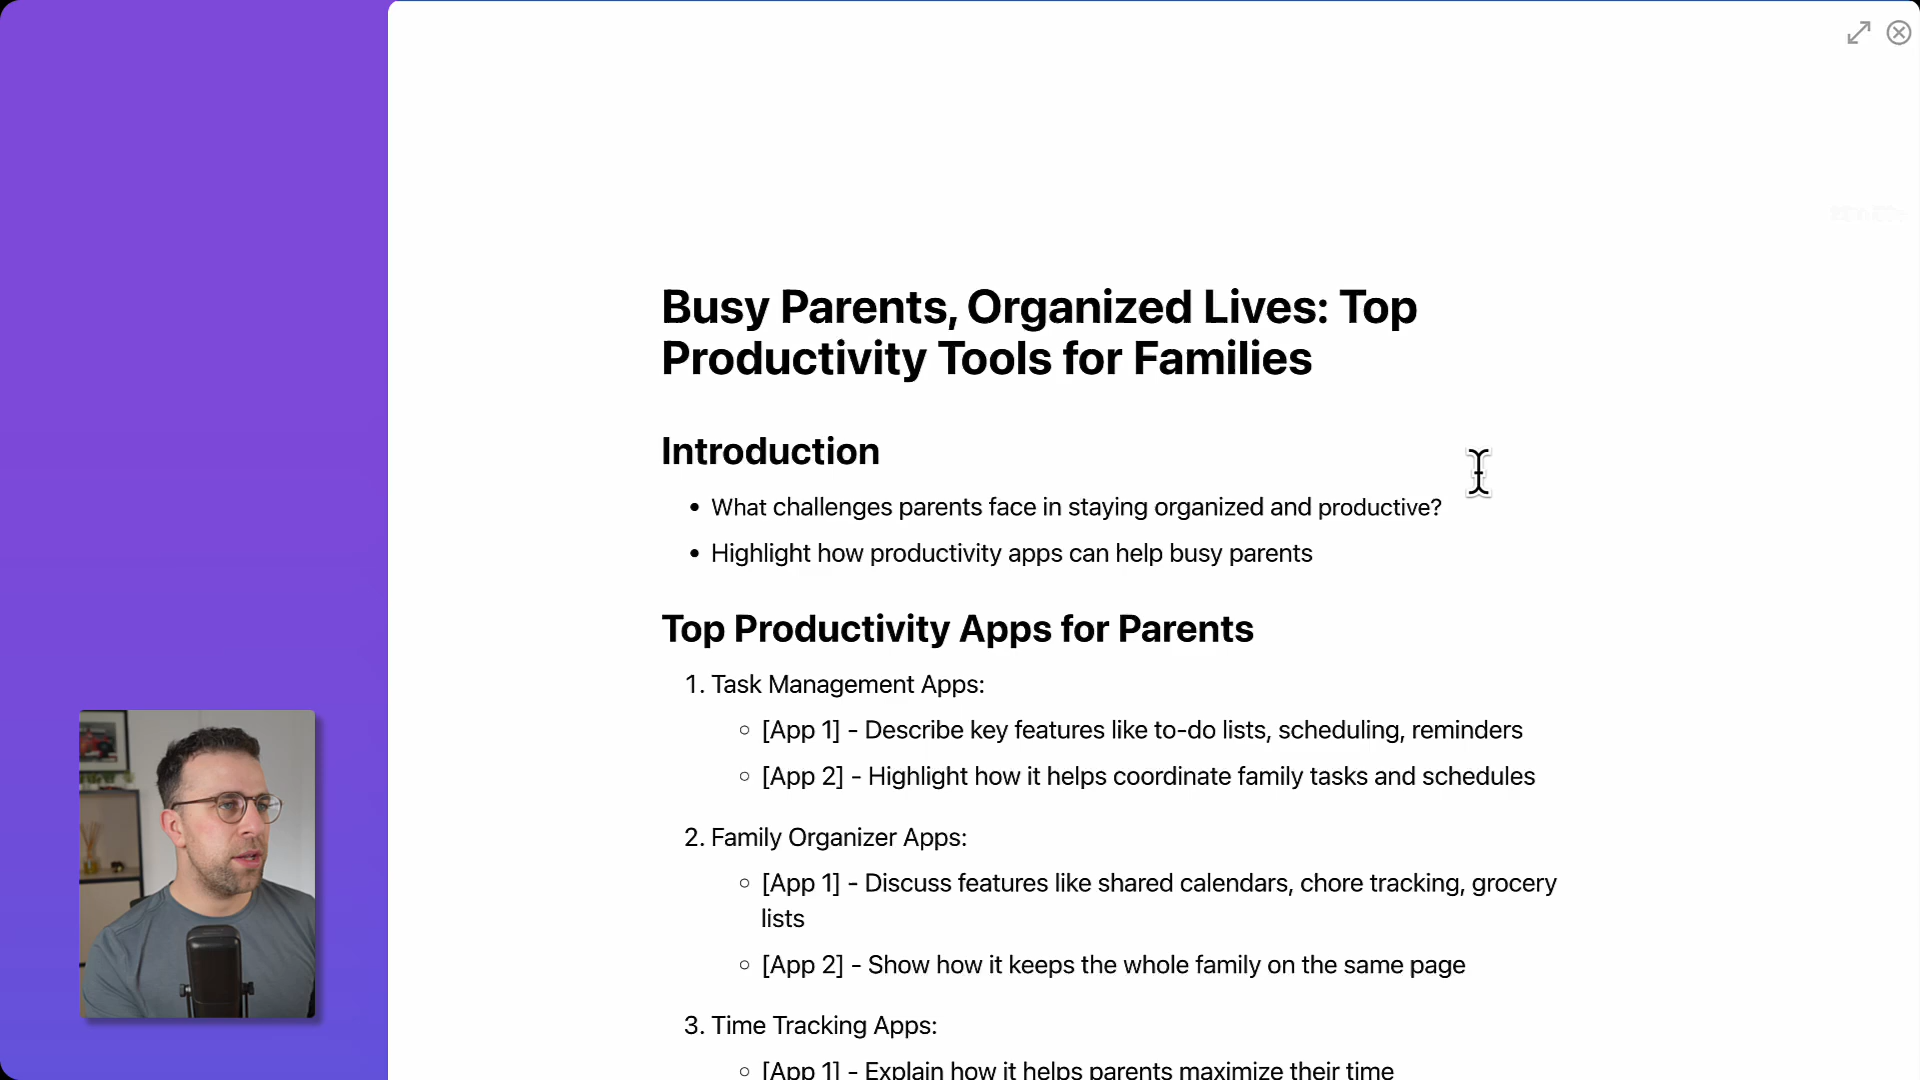 Busy Parents, Organized Lives: Top
Productivity Tools for Families
Introduction
• What challenges parents face in staying organized and productive?
• Highlight how productivity apps can help busy parents
Top Productivity Apps for Parents
1. Task Management Apps:
○ [App 1] - Describe key features like to-do lists, scheduling, reminders
○ [App 2] - Highlight how it helps coordinate family tasks and schedules
2. Family Organizer Apps:
○ [App 1] - Discuss features like shared calendars, chore tracking, grocery
lists
○ [App 2] - Show how it keeps the whole family on the same page
3. Time Tracking Apps:
○ [App 1] - Explain how it helps parents maximize their time